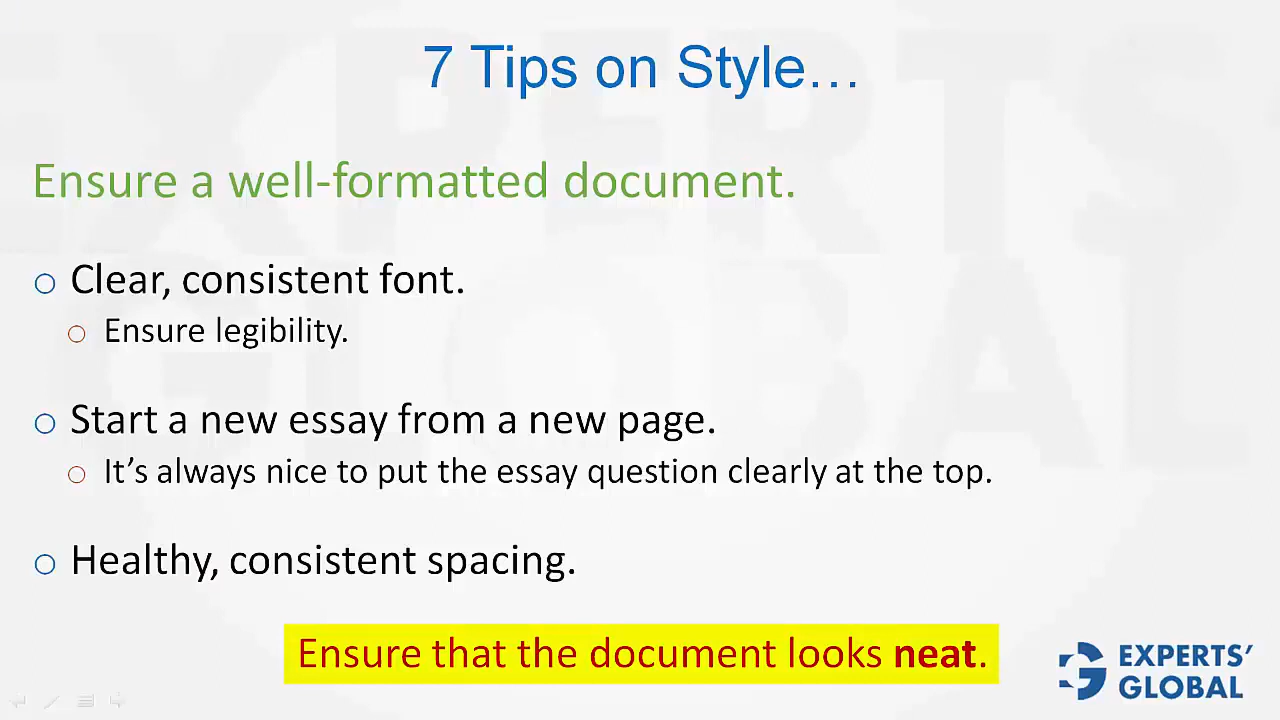 7 Tips on Style…
Ensure a well-formatted document.
Clear, consistent font.
Ensure legibility.
Start a new essay from a new page.
It’s always nice to put the essay question clearly at the top.
Healthy, consistent spacing.
Ensure that the document looks neat.
EXPERTS’
GLOBAL